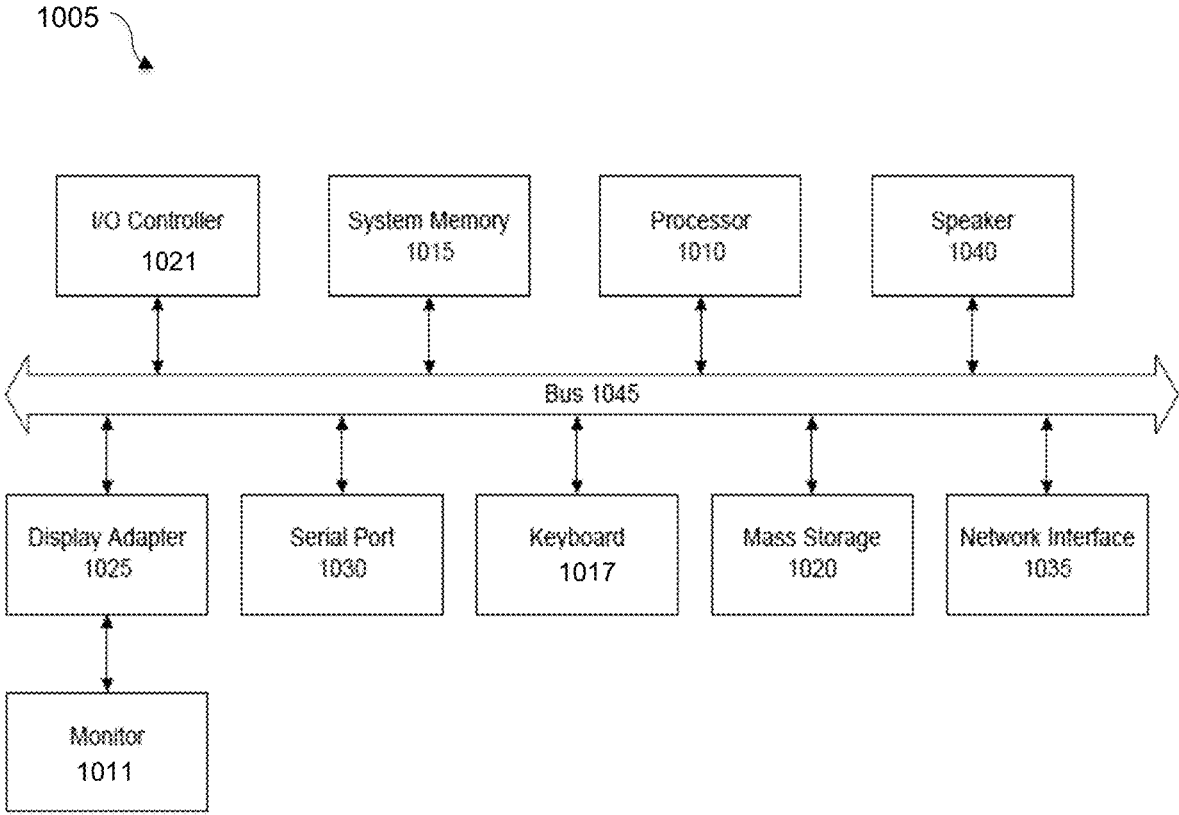 1005
I/O Controller
1021
System Memory
1015
Processor
1010
Speaker
1040
Bus 1045
Display Adapter
1025
Serial Port
1030
Keyboard
1017
Mass Storage
1020
Network Interface
1035
Monitor
1011